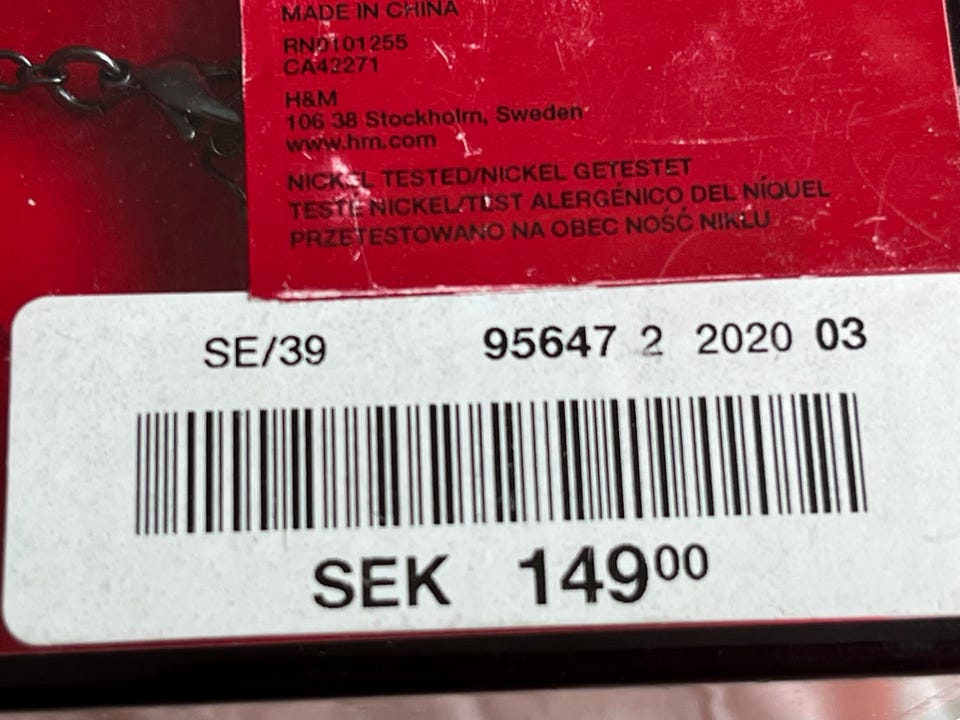 MADE IN CHINA
RN0101255
CA42271
H&M
106 38 Stockholm, Sweden
www.hm.com
NICKEL TESTED/NICKEL GETESTET
TESTÉ NICKEL/TEST ALERGÉNICO DEL NÍQUEL
PRZETESTOWANO NA OBEC NOŚĆ NIKLU
SE/39 95647 2 2020 03
SEK 14900